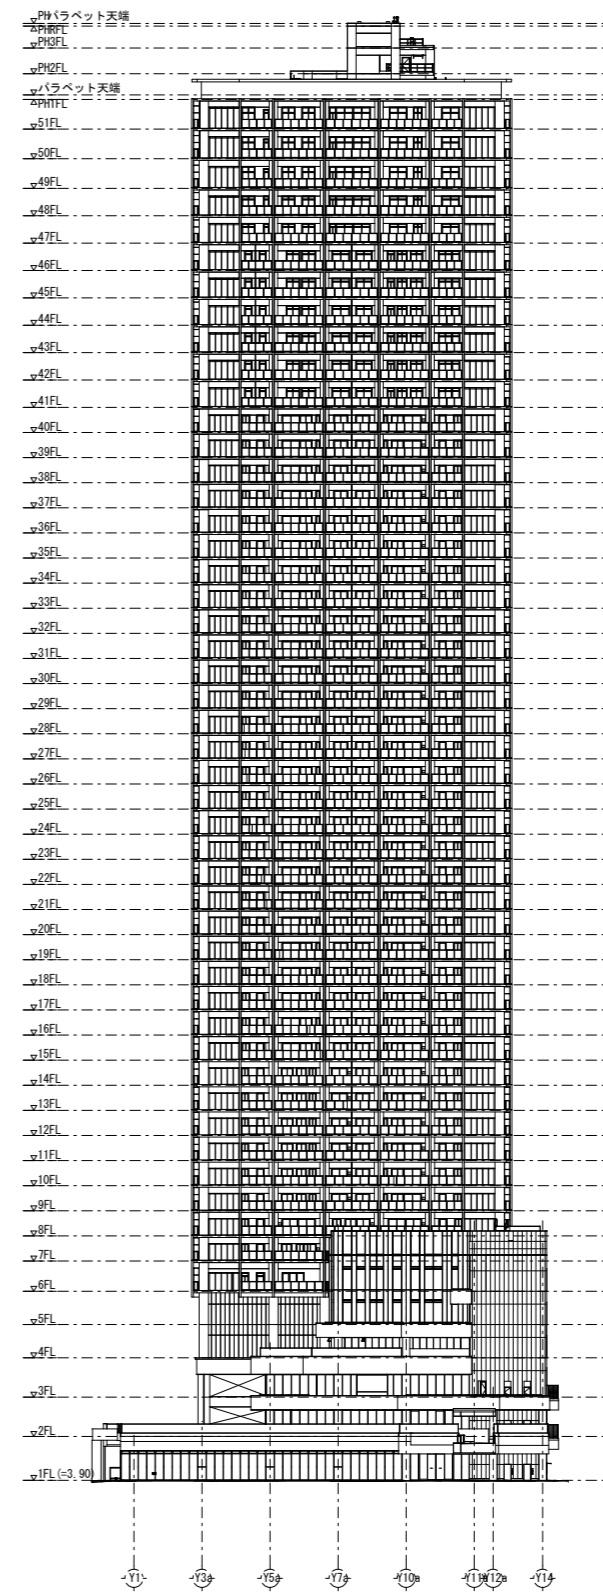 ▽PHパラペット天端
△PHRFL
▽PH3FL
▽PH2FL
▽パラペット天端
△PH1FL
▽51FL
▽50FL
▽49FL
▽48FL
▽47FL
▽46FL
▽45FL
▽44FL
▽43FL
▽42FL
▽41FL
▽40FL
▽39FL
▽38FL
▽37FL
▽36FL
▽35FL
▽34FL
▽33FL
▽32FL
▽31FL
▽30FL
▽29FL
▽28FL
▽27FL
▽26FL
▽25FL
▽24FL
▽23FL
▽22FL
▽21FL
▽20FL
▽19FL
▽18FL
▽17FL
▽16FL
▽15FL
▽14FL
▽13FL
▽12FL
▽11FL
▽10FL
▽9FL
▽8FL
▽7FL
▽6FL
▽5FL
▽4FL
▽3FL
▽2FL
▽1FL(=3.90)
Y1 Y3a Y5a Y7a Y10a Y11a Y12a Y14